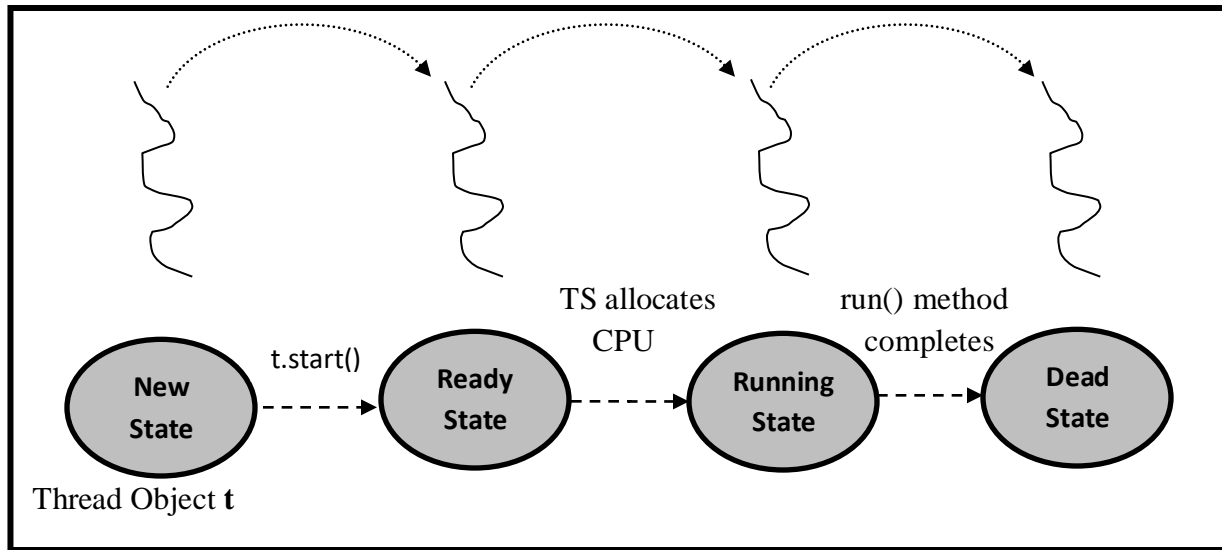 TS allocates
CPU
run() method
completes
t.start()
New
State
Ready
State
Running
State
Dead
State
Thread Object t